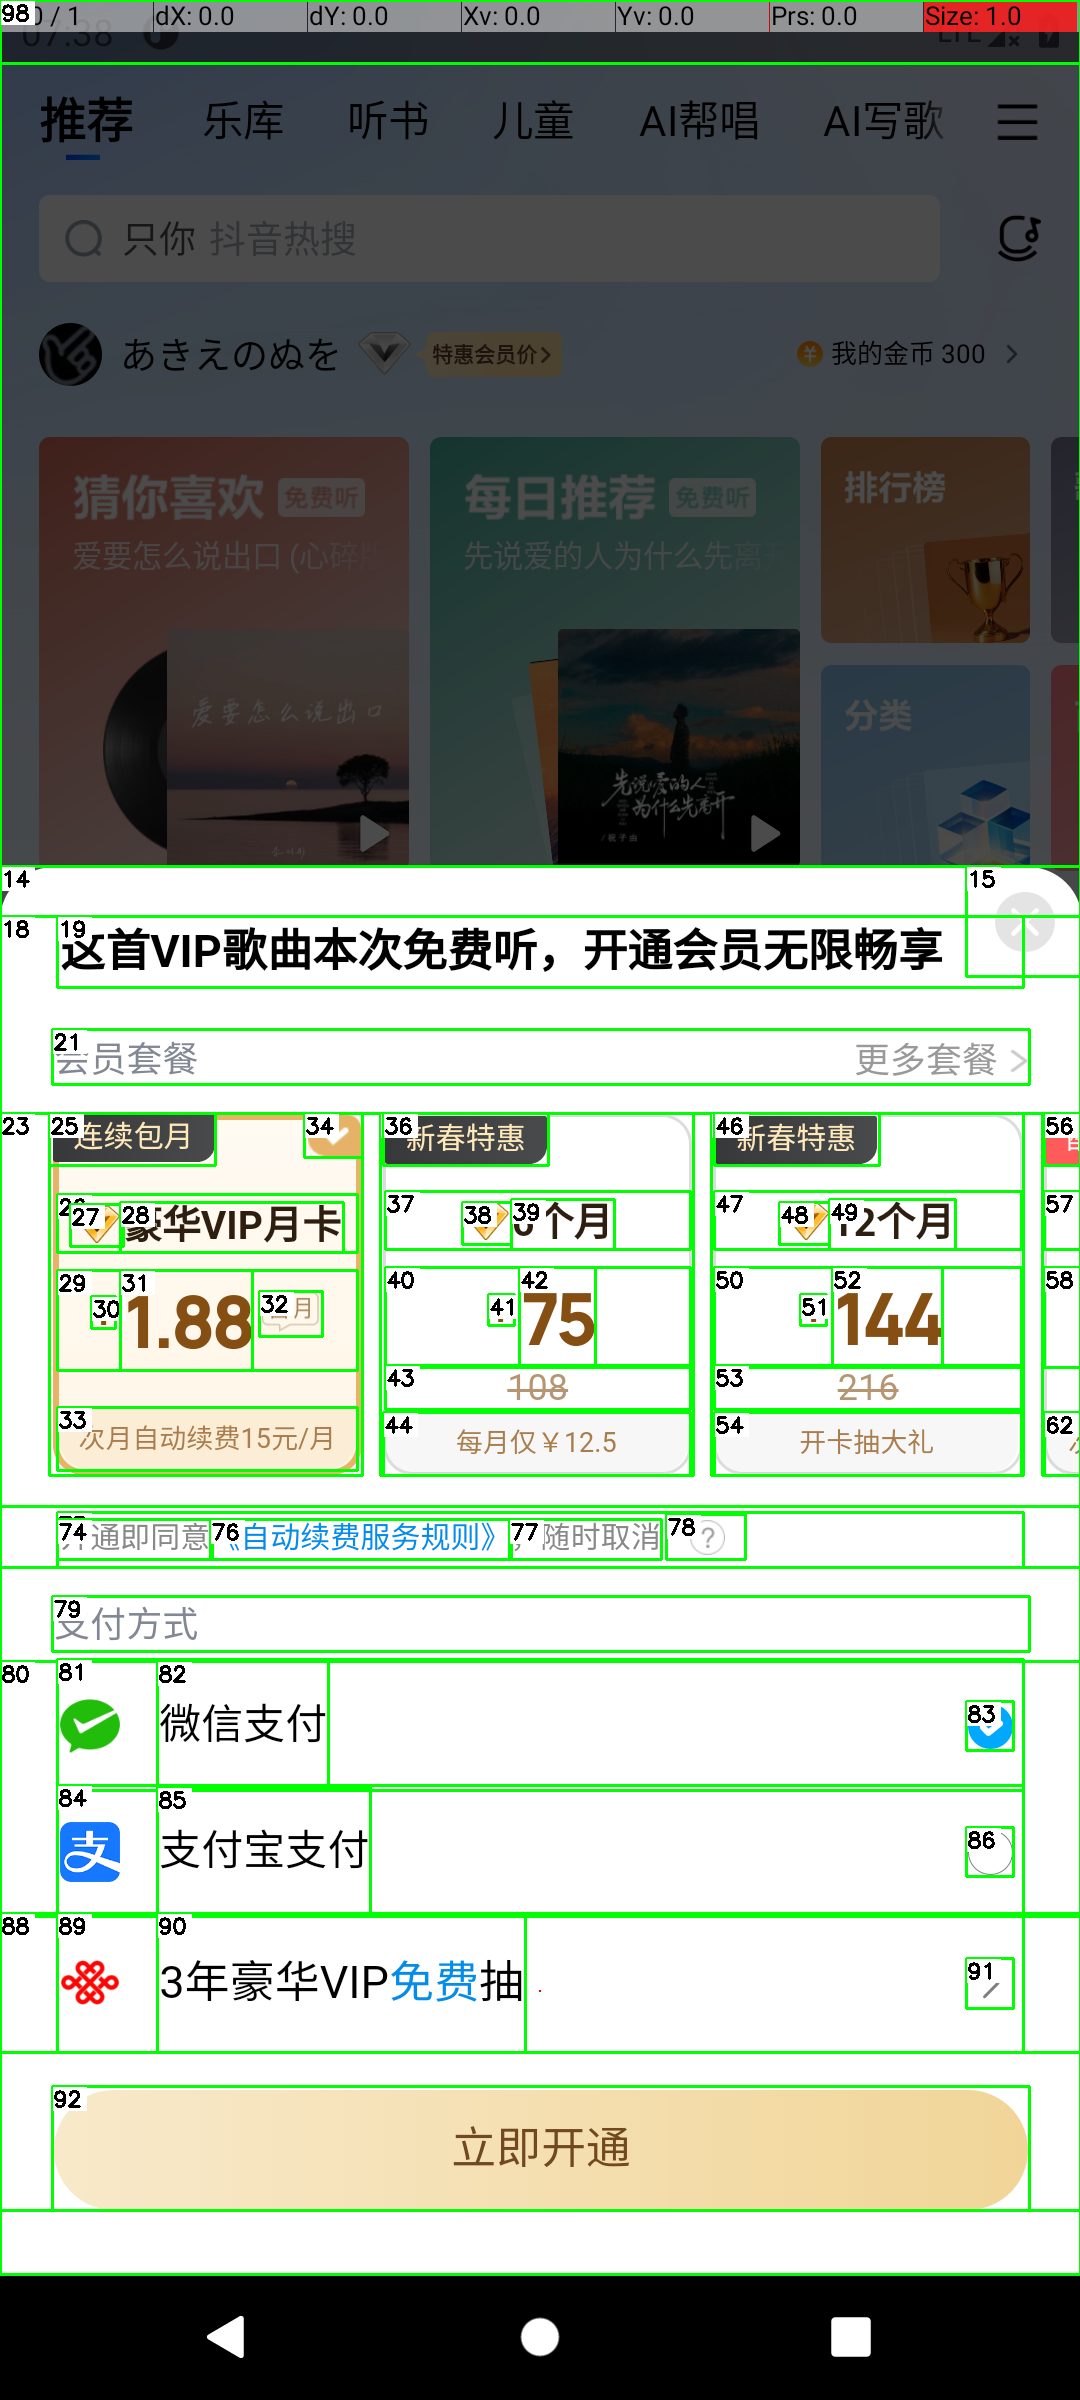 0 / 1 dX: 0.0 dY: 0.0 Xv: 0.0 Yv: 0.0 Prs: 0.0 Size: 1.0
07:38 LTE
推荐 乐库 听书 儿童 AI帮唱 AI写歌
只你 抖音热搜
あきえのぬを 特惠会员价 我的金币 300
猜你喜欢 免费听
爱要怎么说出口 (心碎
每日推荐 免费听
先说爱的人为什么先离
排行榜
爱要怎么说出口
先说爱的人为什么先离开
祝子由
分类
这首VIP歌曲本次免费听，开通会员无限畅享
会员套餐 更多套餐
连续包月 新春特惠 新春特惠
豪华VIP月卡 个月 12个月
1.88 月 75 144
108 216
次月自动续费15元/月 每月仅￥12.5 开卡抽大礼
开通即同意《自动续费服务规则》，随时取消 ?
支付方式
微信支付
支 支付宝支付
3年豪华VIP免费抽
立即开通
98
14 15
18 19
21
23 25 34 36 46 56
27 28 37 38 39 47 48 49 57
29 30 31 32 40 41 42 50 51 52 58
43 53
33 44 54 62
74 76 77 78
79
80 81 82 83
84 85 86
88 89 90 91
92